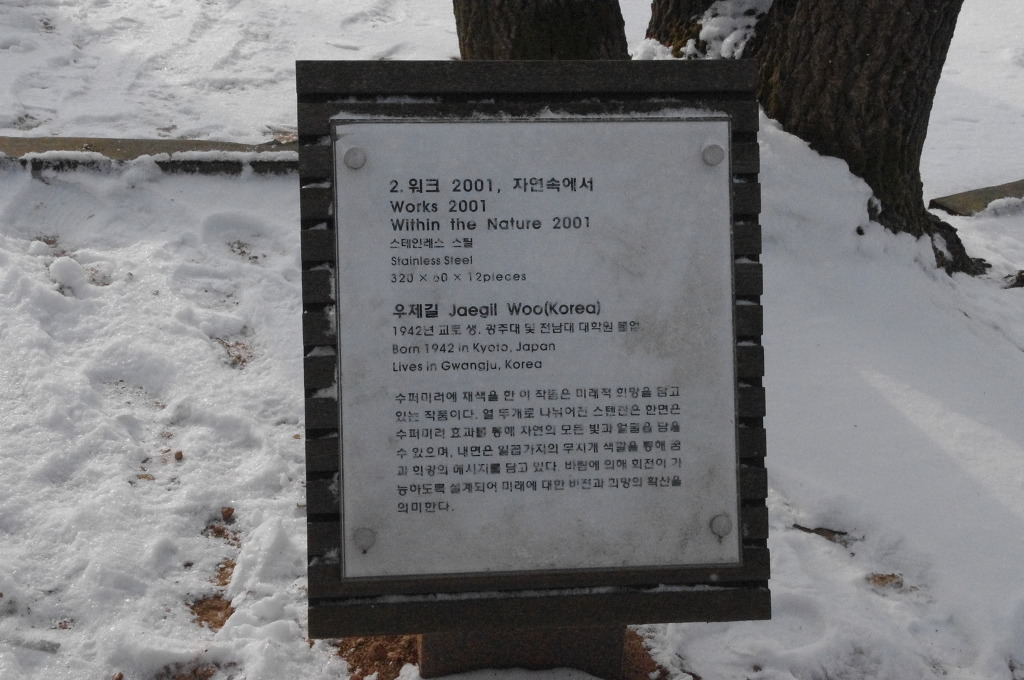 2. 워크 2001, 자연속에서
Works 2001
Within the Nature 2001
스테인레스 스틸
Stainless Steel
320 × 60 × 12pieces
우제길 Jaegil Woo(Korea)
1942년 교토 생, 광주대 및 전남대 대학원 졸업
Born 1942 in Kyoto, Japan
Lives in Gwangju, Korea
수퍼미러에 채색을 한 이 작품은 미래적 희망을 담고
있는 작품이다. 열 두개로 나뉘어진 스텐은 한면은
수퍼미러 효과를 통해 자연의 모든 빛과 얼굴을 담을
수 있으며, 내면은 일곱가지의 무지개 색깔을 통해 꿈
과 희망의 메시지를 담고 있다. 바람에 의해 회전이 가
능하도록 설계되어 미래에 대한 비전과 희망의 확산을
의미한다.